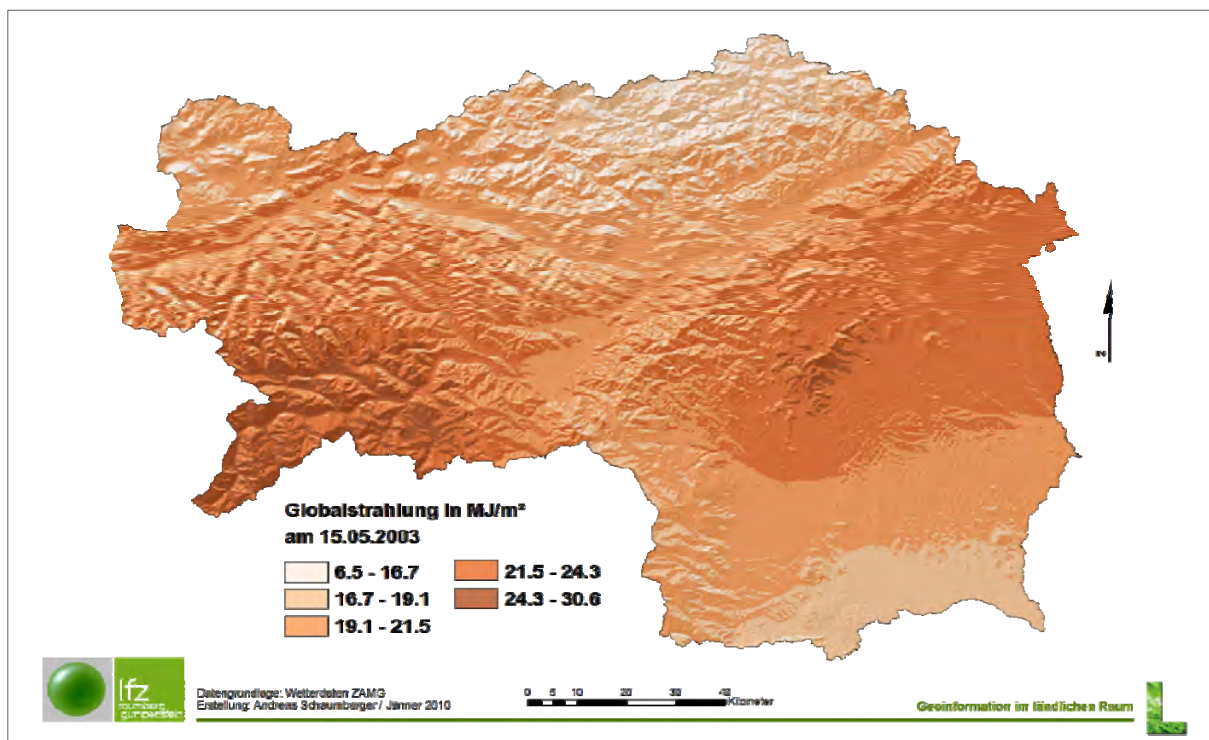 Globalstrahlung in MJ/m²
am 15.05.2003
6.5 - 16.7
16.7 - 19.1
19.1 - 21.5
21.5 - 24.3
24.3 - 30.6
lfz
raumberg
gumpenstein
Datengrundlage: Wetterdaten ZAMG
Erstellung: Andreas Schaumberger / Jänner 2010
0 5 10 20 30 40
Kilometer
Geoinformation im ländlichen Raum